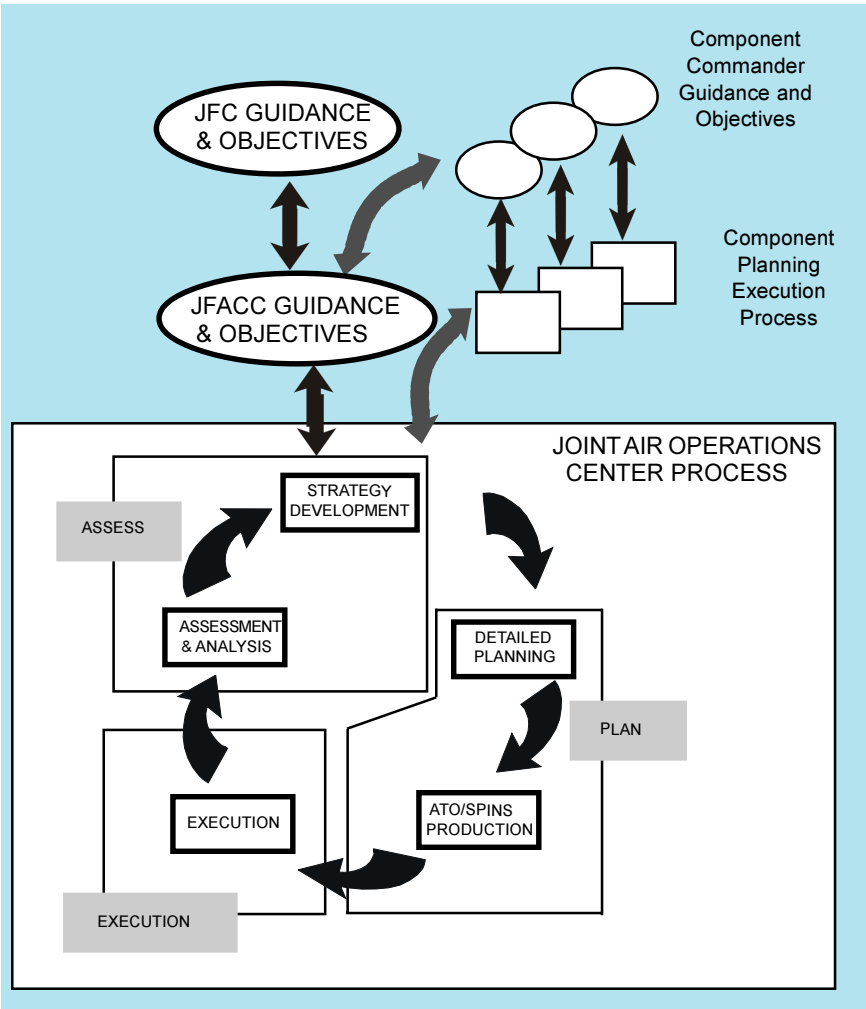 Component
Commander
Guidance and
Objectives
JFC GUIDANCE
& OBJECTIVES
Component
Planning
Execution
Process
JFACC GUIDANCE
& OBJECTIVES
JOINT AIR OPERATIONS
CENTER PROCESS
STRATEGY
DEVELOPMENT
ASSESS
ASSESSMENT
& ANALYSIS
DETAILED
PLANNING
PLAN
ATO/SPINS
PRODUCTION
EXECUTION
EXECUTION